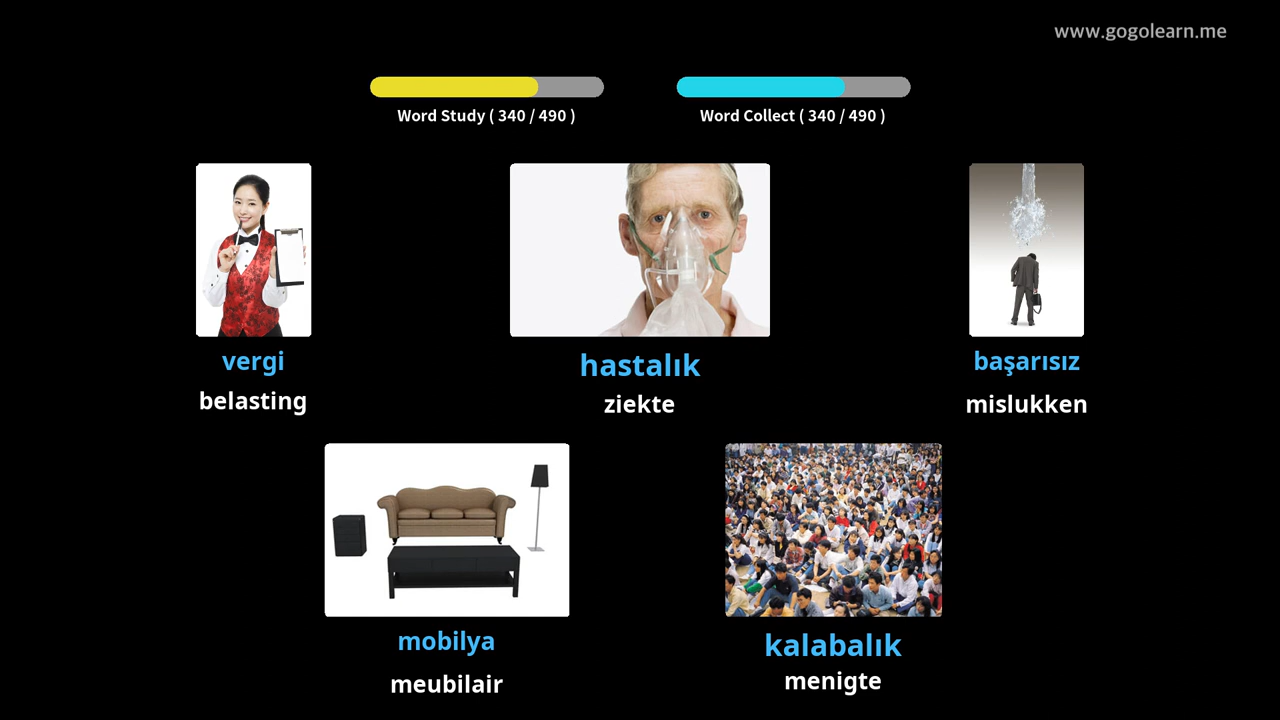 www.gogolearn.me
Word Study ( 340 / 490 )
Word Collect ( 340 / 490 )
vergi
belasting
hastalık
ziekte
başarısız
mislukken
mobilya
meubilair
kalabalık
menigte